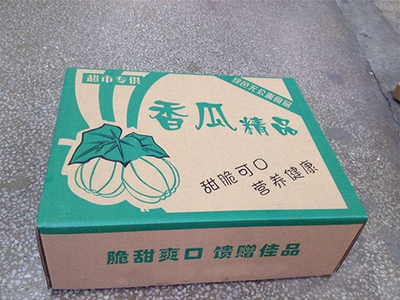 超市专供
绿色无公害食品
香瓜精品
甜脆可口
营养健康
脆甜爽口 馈赠佳品